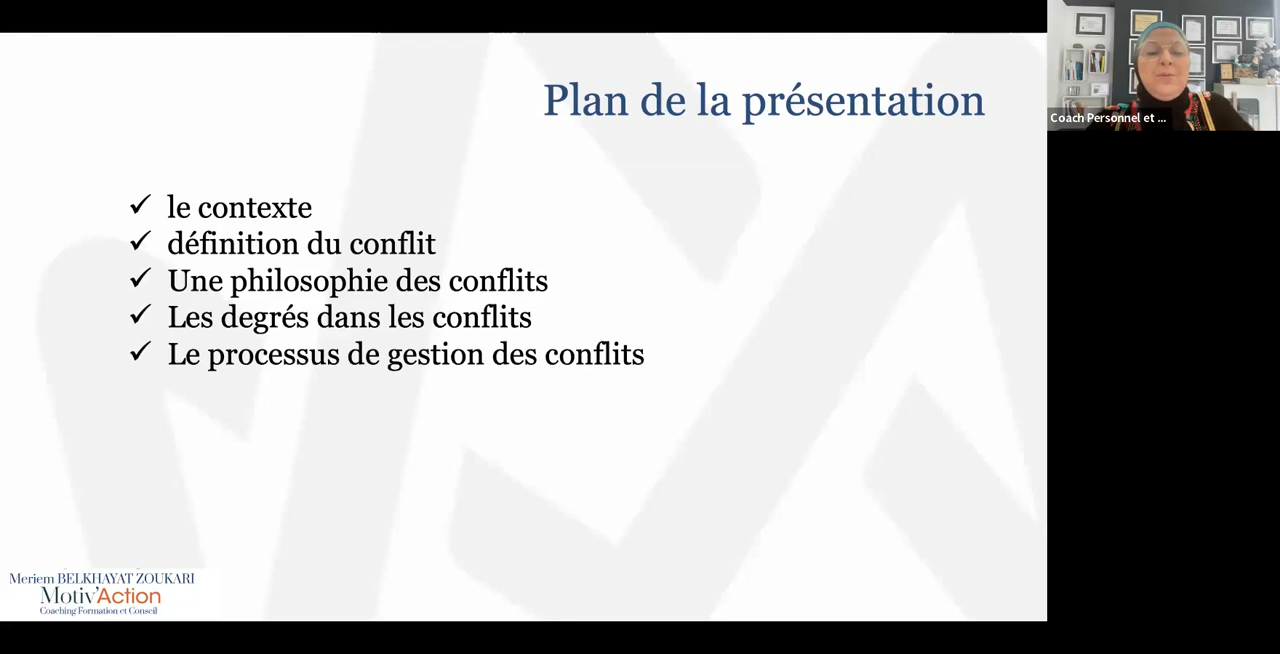 Plan de la présentation
✓ le contexte
✓ définition du conflit
✓ Une philosophie des conflits
✓ Les degrés dans les conflits
✓ Le processus de gestion des conflits
Meriem BELKHAYAT ZOUKARI
Motiv'Action
Coaching Formation et Conseil
Coach Personnel et ...